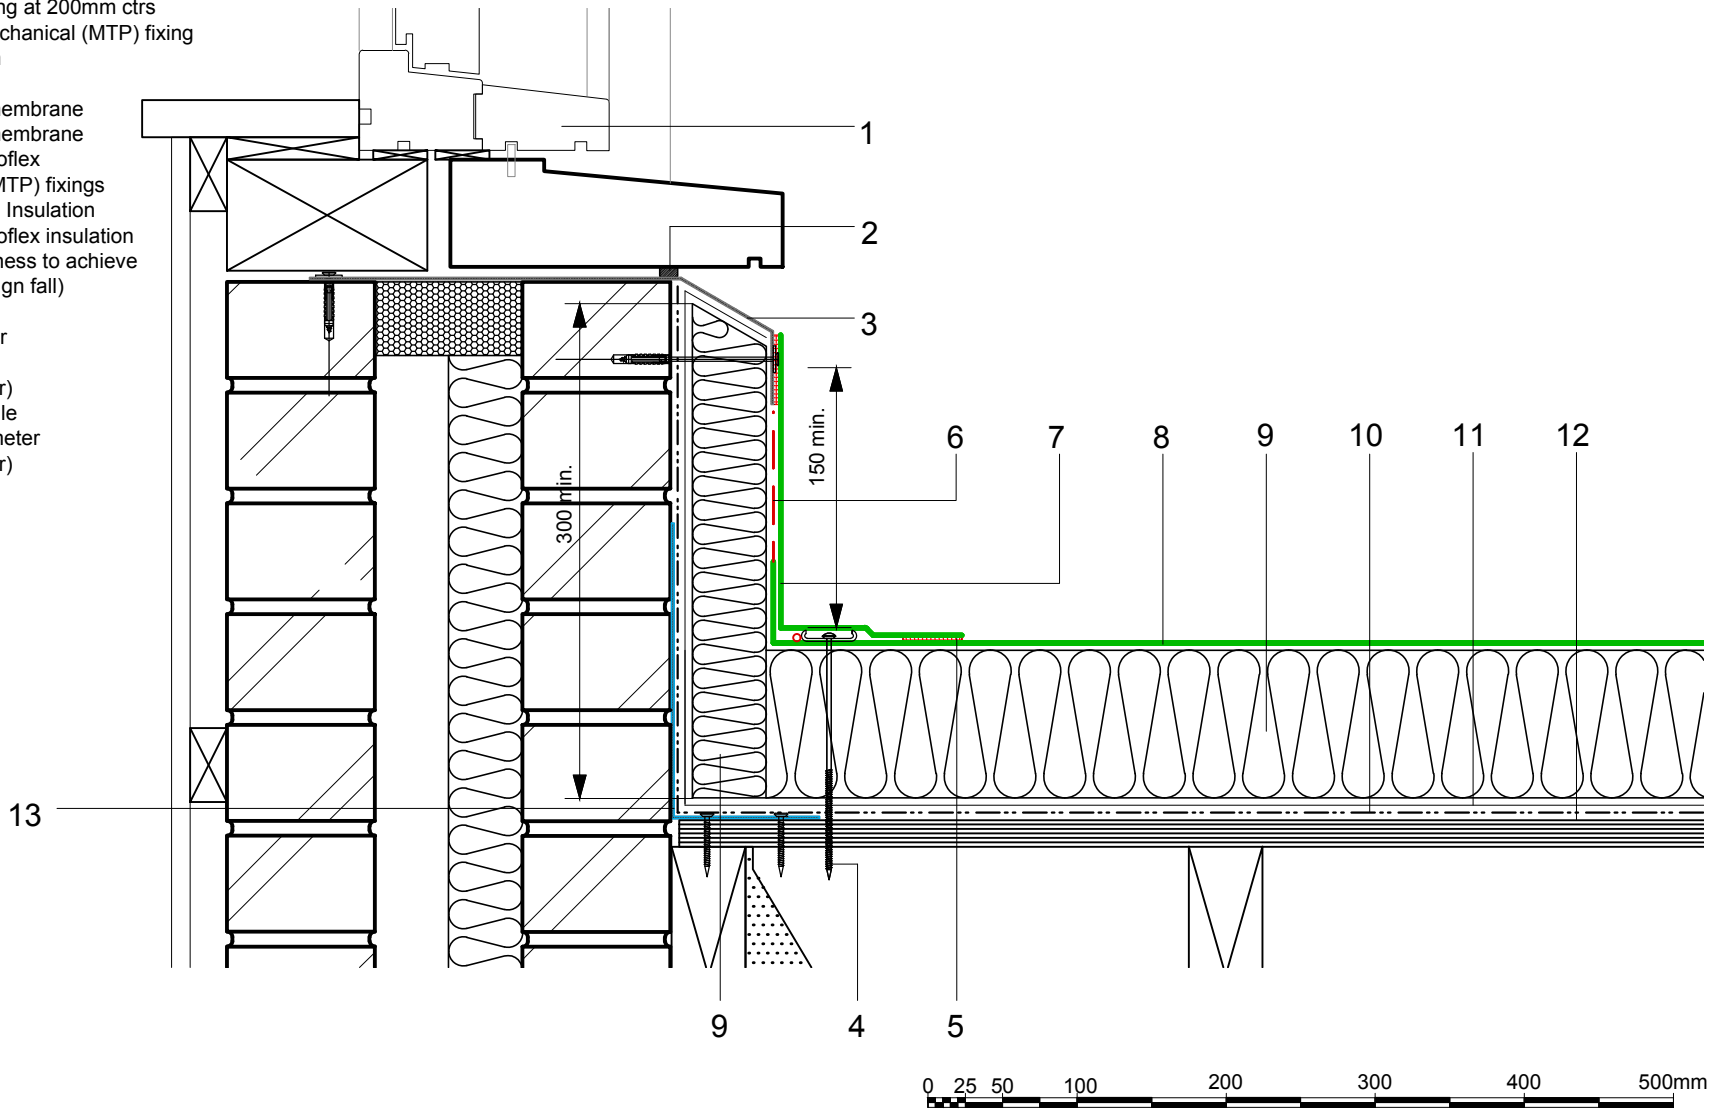 ng at 200mm ctrs
chanical (MTP) fixing
embrane
embrane
oflex
MTP) fixings
Insulation
oflex insulation
ness to achieve
gn fall)
r
r)
le
neter
r)
1
2
3
300 min.
150 min.
6 7 8 9 10 11 12
13
9 4 5
0 25 50 100 200 300 400 500mm